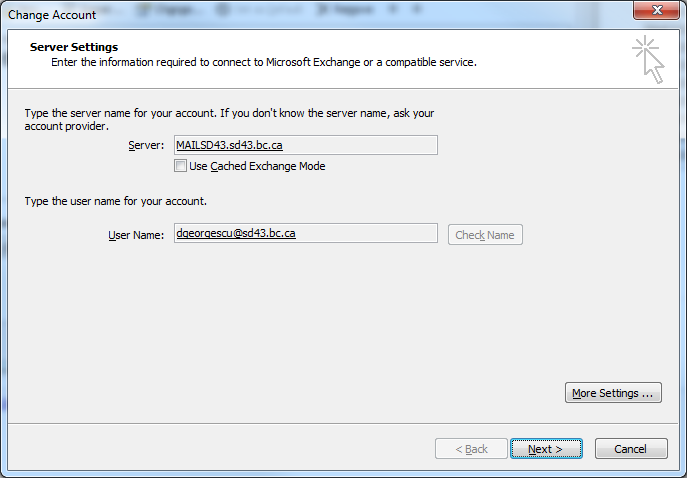 Change Account
Server Settings
Enter the information required to connect to Microsoft Exchange or a compatible service.
Type the server name for your account. If you don't know the server name, ask your
account provider.
Server: MAILSD43.sd43.bc.ca
Use Cached Exchange Mode
Type the user name for your account.
User Name: dgeorgescu@sd43.bc.ca Check Name
More Settings ...
< Back Next > Cancel